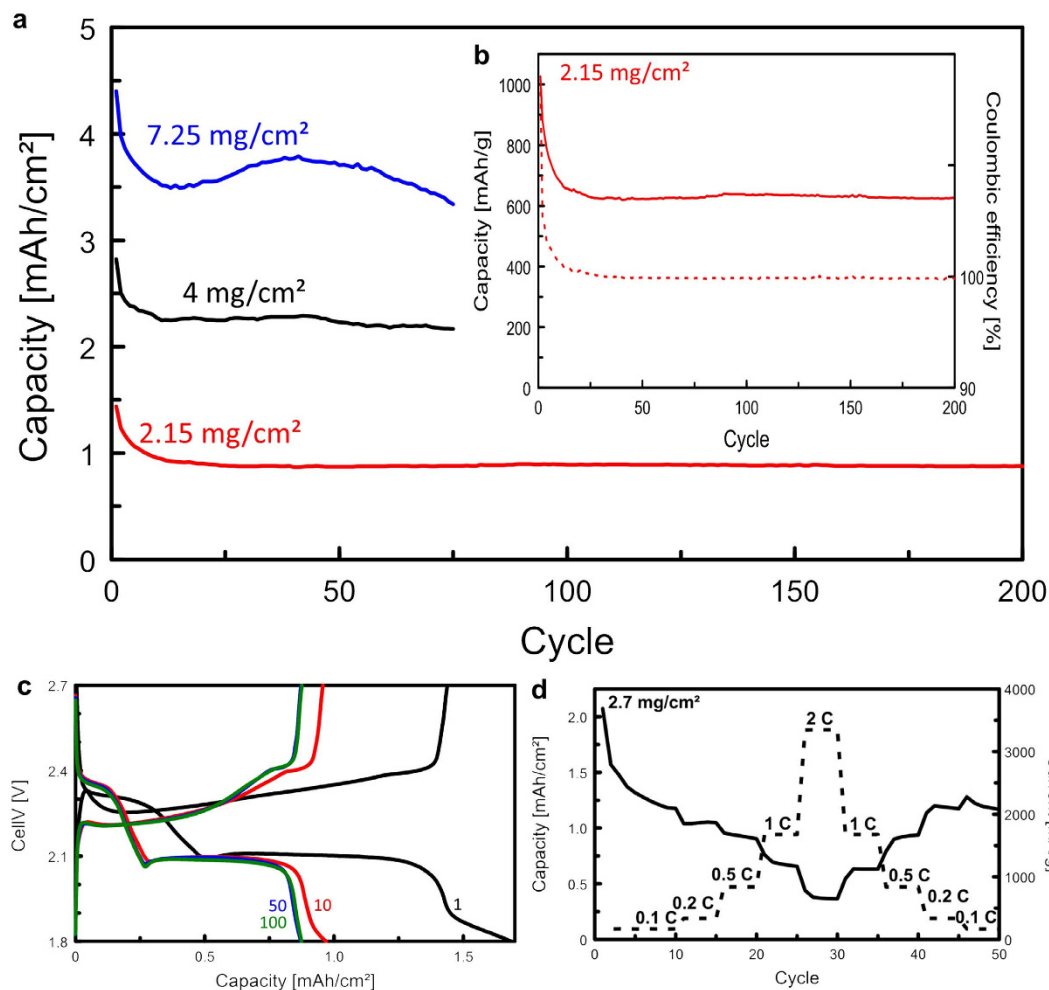 a
5
4
3
2
1
0
0
50
100
150
200
Capacity [mAh/cm²]
Cycle
7.25 mg/cm²
4 mg/cm²
2.15 mg/cm²
b
2.15 mg/cm²
1000
800
600
400
200
0
0
50
100
150
200
Capacity [mAh/g]
Cycle
100
90
Coulombic efficiency [%]
c
2.7
2.4
2.1
1.8
CellV [V]
0
0.5
1.0
1.5
Capacity [mAh/cm²]
50
100
10
1
d
2.7 mg/cm²
2.0
1.5
1.0
0.5
0
Capacity [mAh/cm²]
0
10
20
30
40
50
Cycle
4000
3000
2000
1000
0
0.1 C
0.2 C
0.5 C
1 C
2 C
1 C
0.5 C
0.2 C
0.1 C